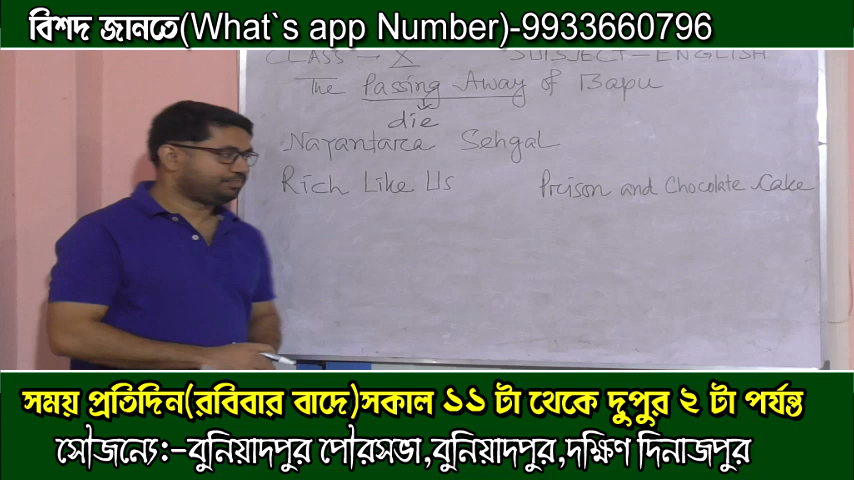 বিশদ জানতে(What`s app Number)-9933660796
CLASS - X SUBJECT - ENGLISH
The Passing Away of Bapu
die
Nayantara Sehgal
Rich Like Us Prison and Chocolate Cake
সময় প্রতিদিন(রবিবার বাদে)সকাল ১১ টা থেকে দুপুর ২ টা পর্যন্ত
সৌজন্যে:-বুনিয়াদপুর পৌরসভা,বুনিয়াদপুর,দক্ষিণ দিনাজপুর